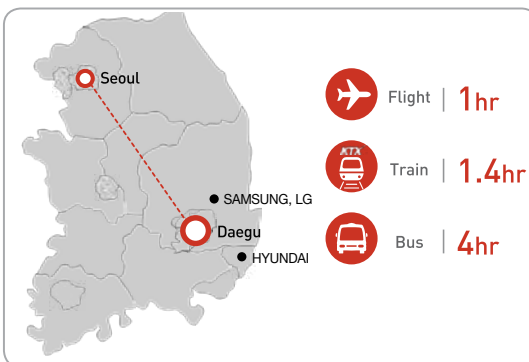 Seoul
SAMSUNG, LG
Daegu
HYUNDAI
Flight | 1hr
KTX
Train | 1.4hr
Bus | 4hr